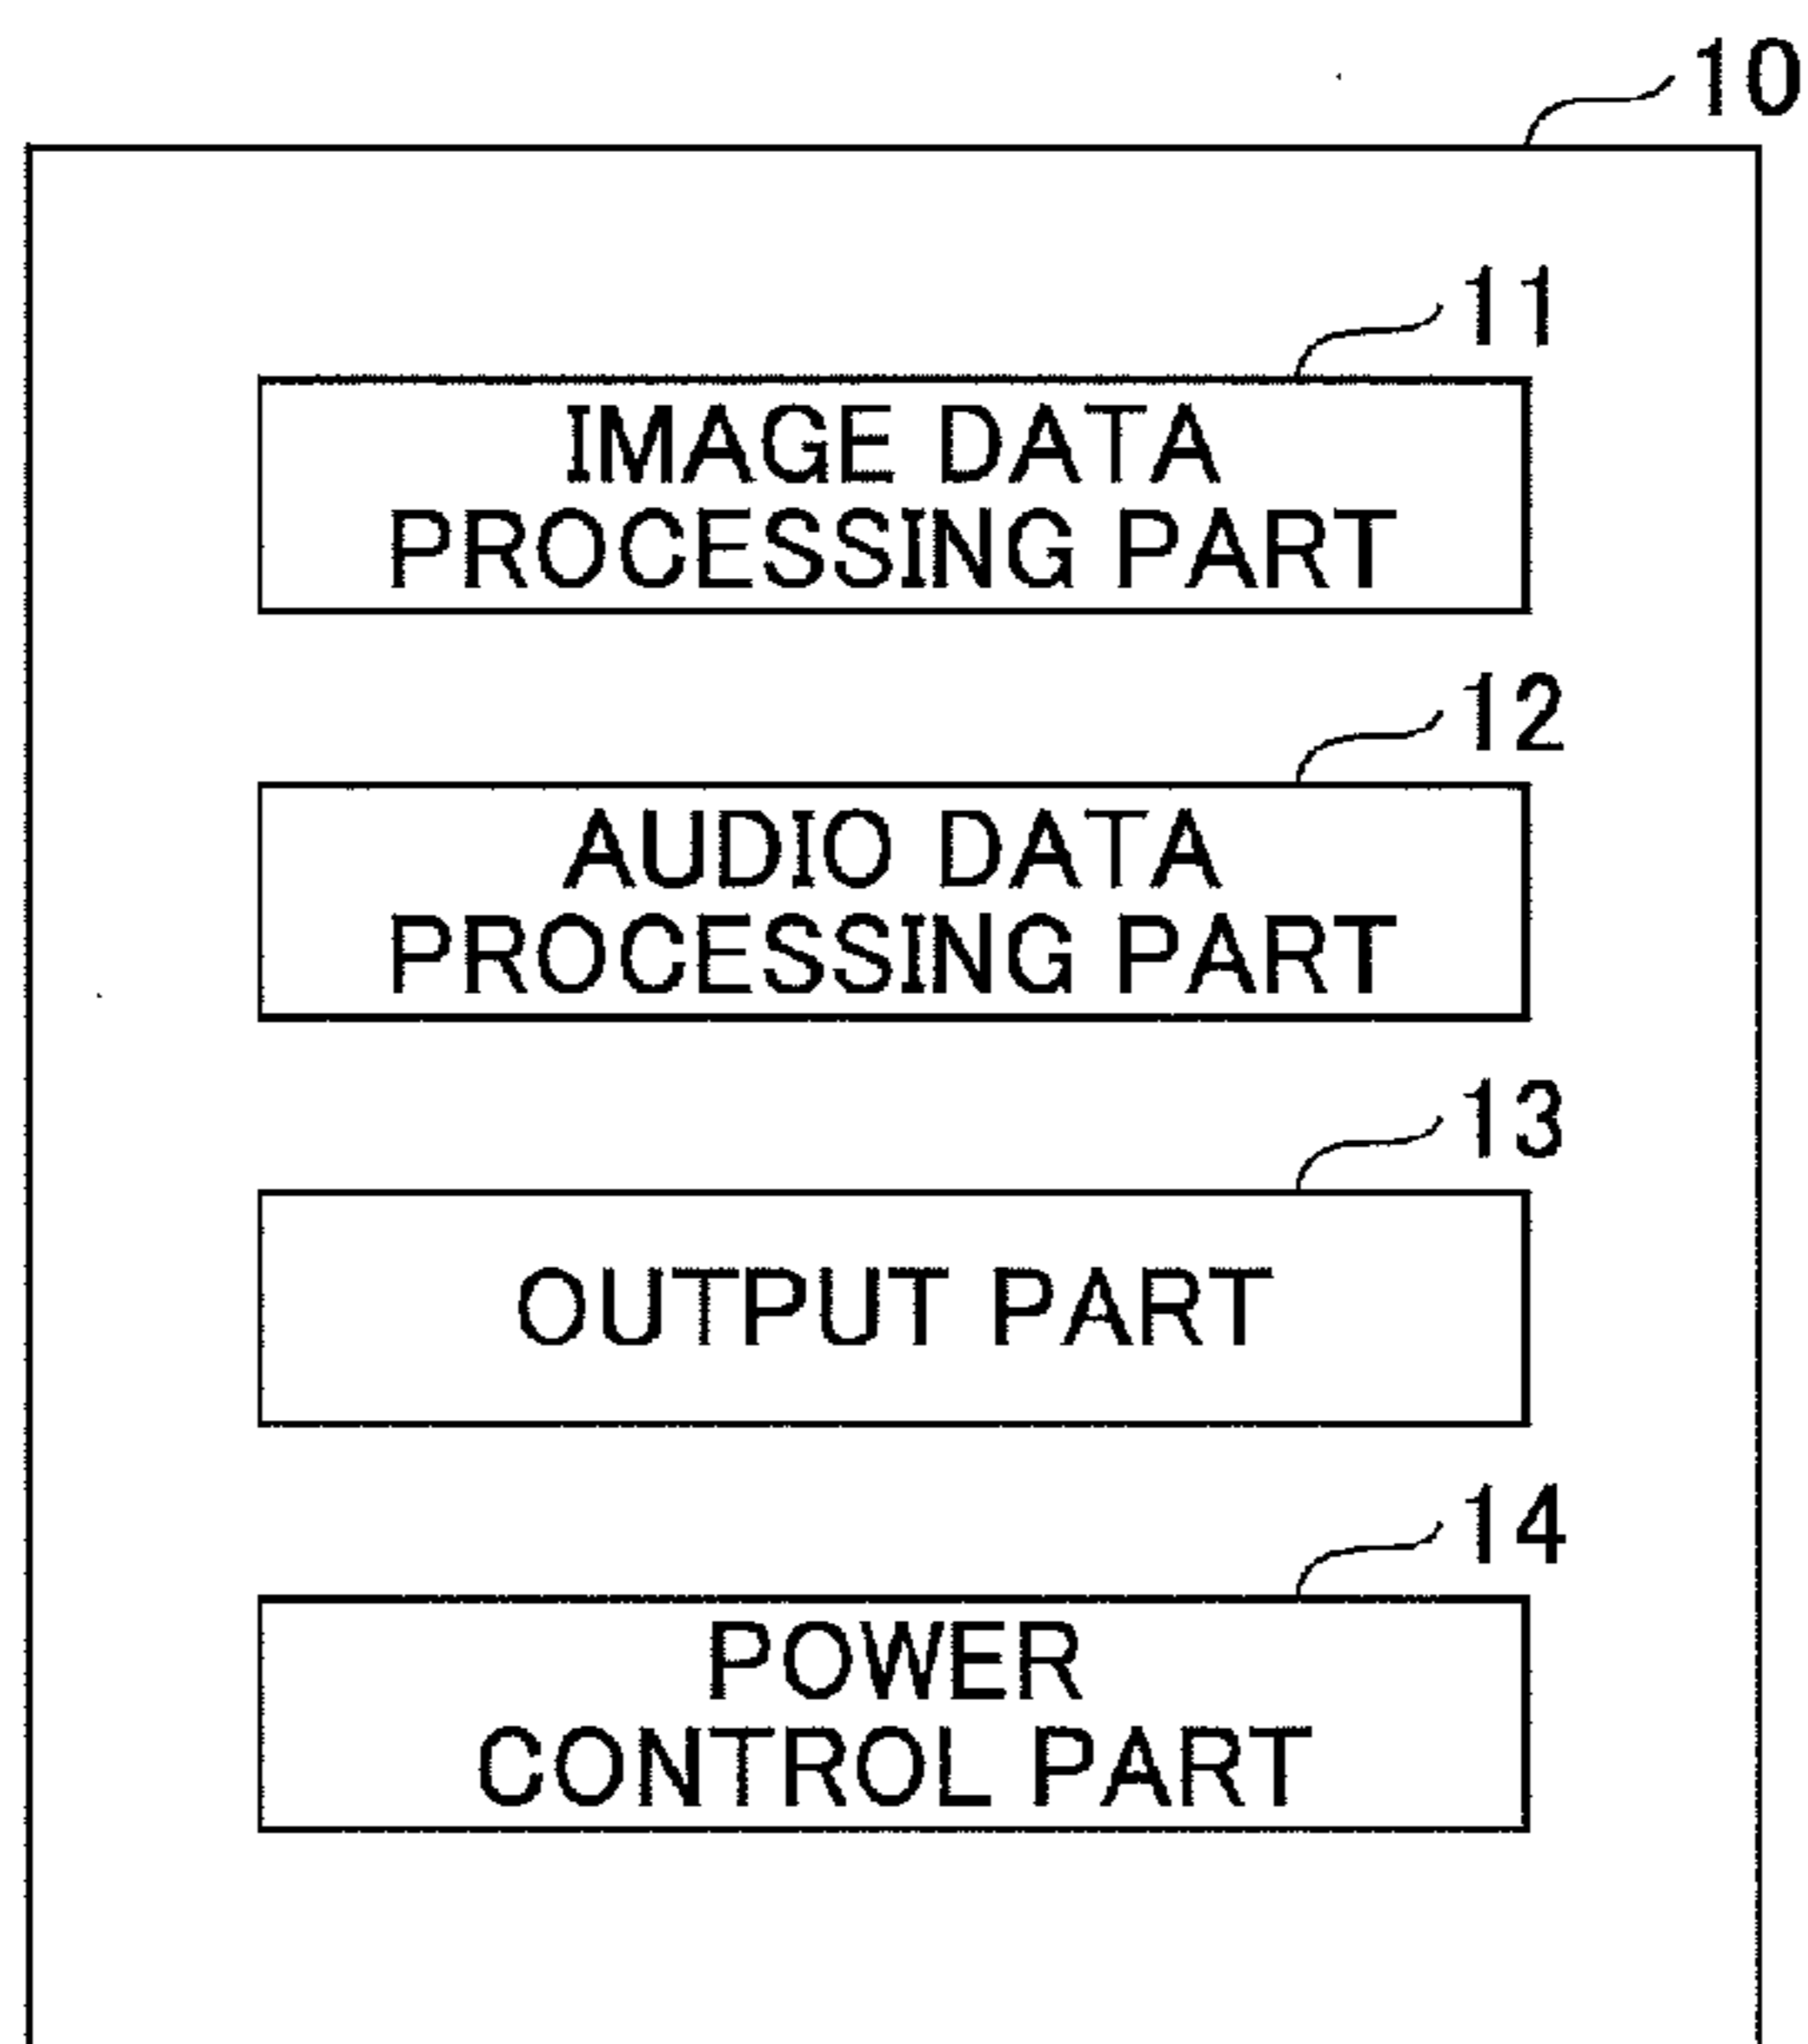 10
11
IMAGE DATA
PROCESSING PART
12
AUDIO DATA
PROCESSING PART
13
OUTPUT PART
14
POWER
CONTROL PART